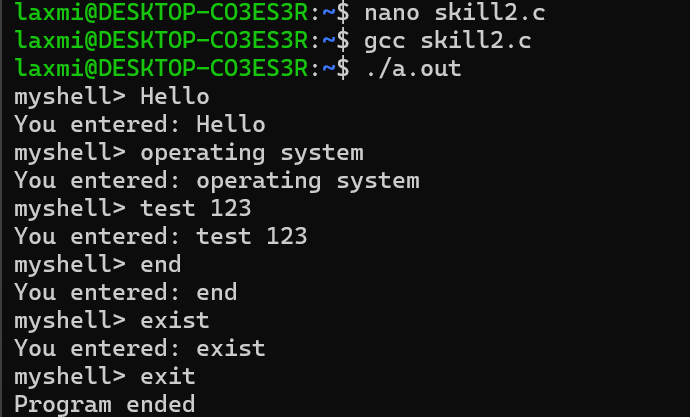 laxmi@DESKTOP-CO3ES3R:~$ nano skill2.c
laxmi@DESKTOP-CO3ES3R:~$ gcc skill2.c
laxmi@DESKTOP-CO3ES3R:~$ ./a.out
myshell> Hello
You entered: Hello
myshell> operating system
You entered: operating system
myshell> test 123
You entered: test 123
myshell> end
You entered: end
myshell> exist
You entered: exist
myshell> exit
Program ended